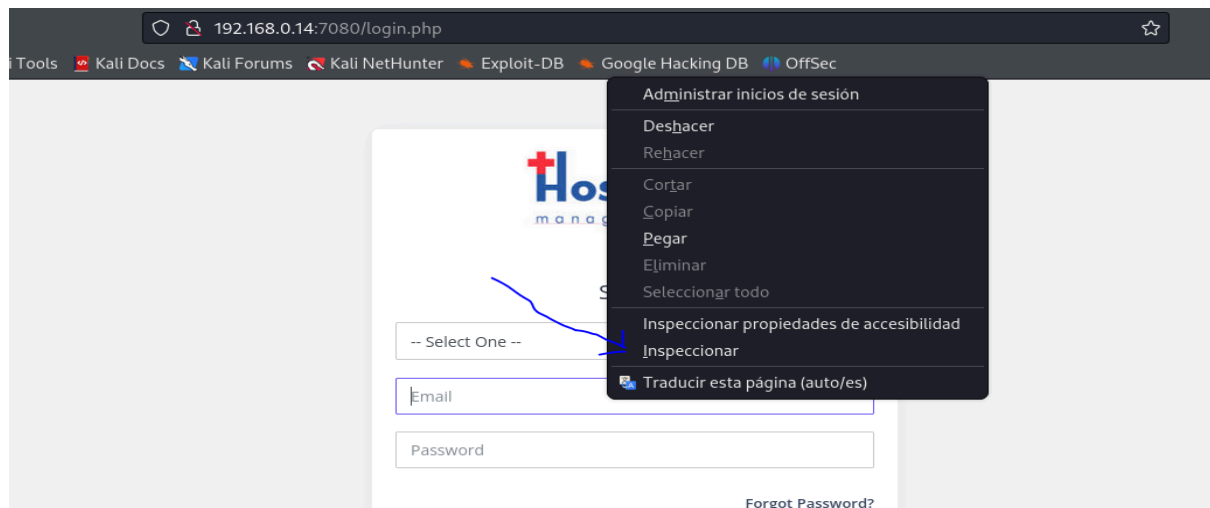 192.168.0.14:7080/login.php
Tools Kali Docs Kali Forums Kali NetHunter Exploit-DB Google Hacking DB OffSec
Administrar inicios de sesión
Deshacer
Rehacer
Cortar
Copiar
Pegar
Eliminar
Seleccionar todo
Inspeccionar propiedades de accesibilidad
Inspeccionar
Traducir esta página (auto/es)
-- Select One --
Email
Password
Forgot Password?